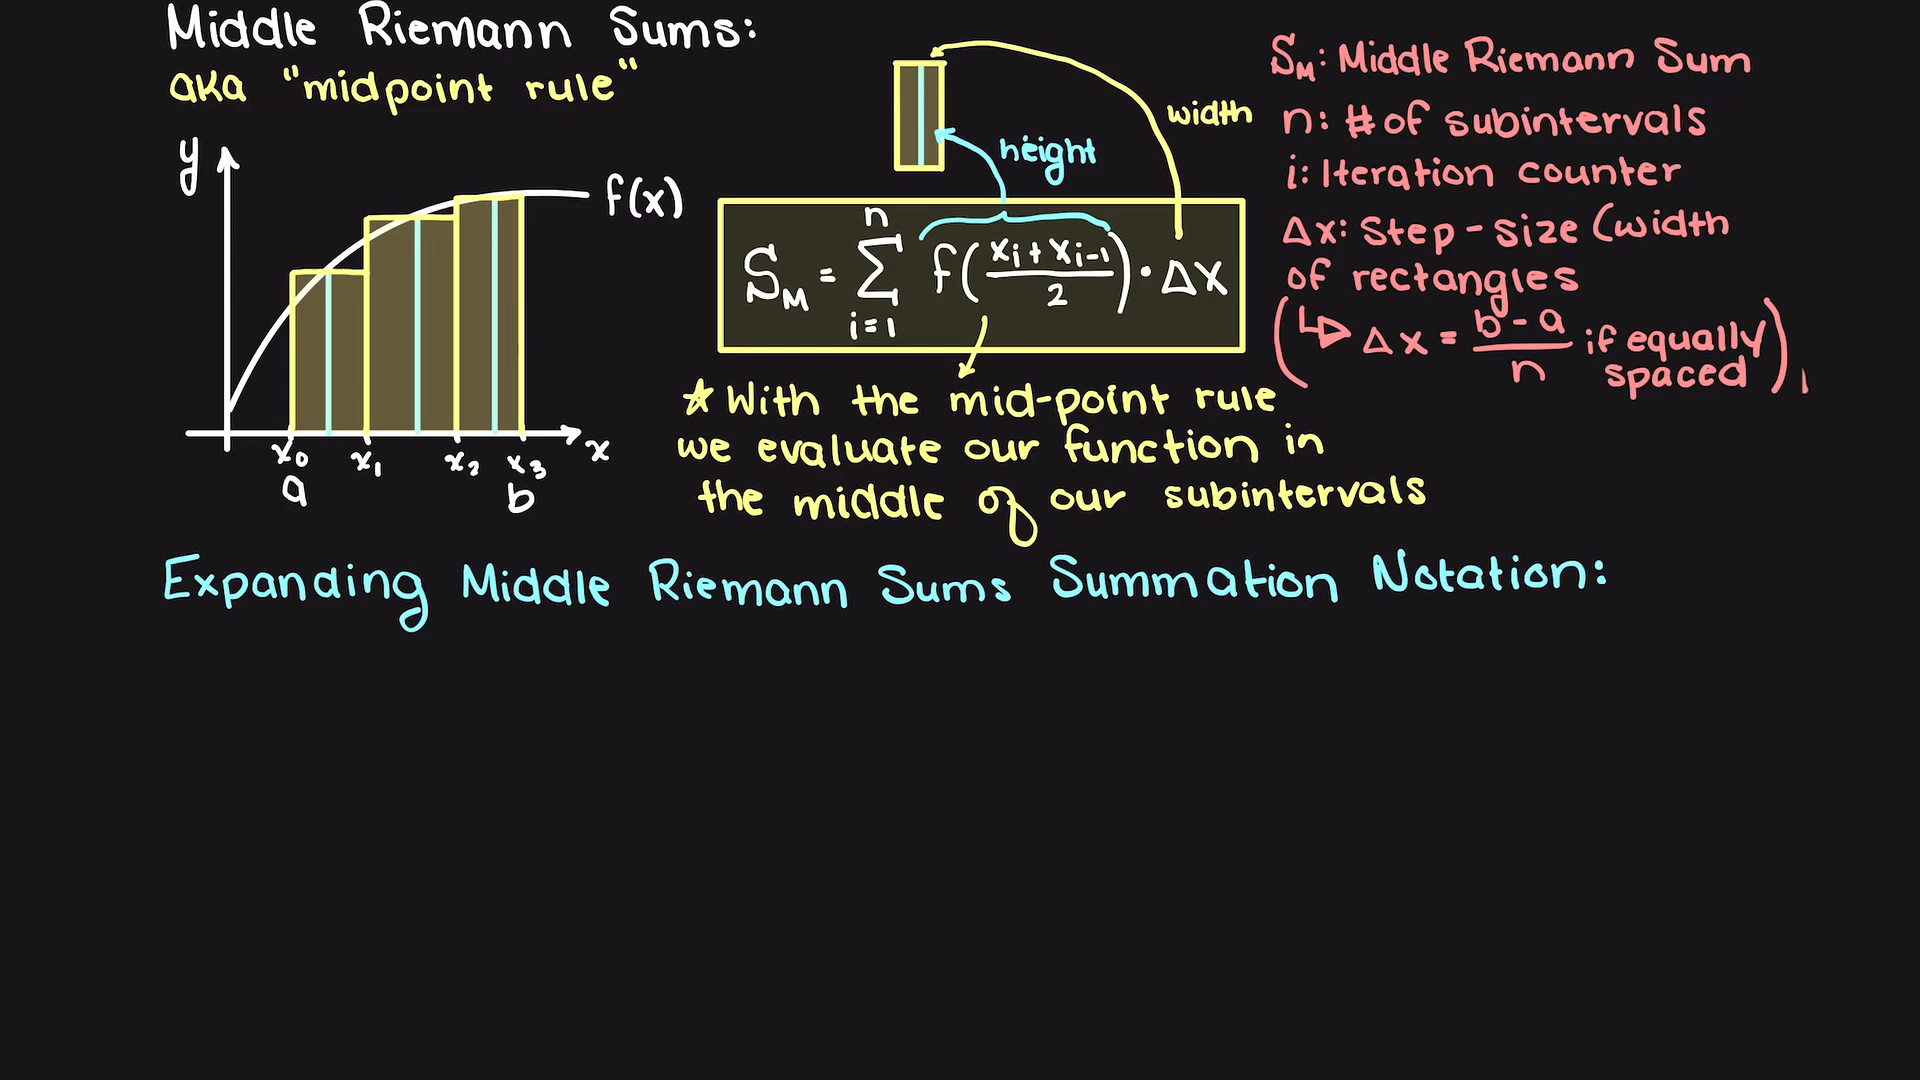 Middle Riemann Sums:
aka "midpoint rule"
y
f(x)
x₀ x₁ x₂ x₃ x
a b
width
height
S_M = Σ_{i=1}^{n} f((xᵢ + xᵢ₋₁)/2) · Δx
★ With the mid-point rule
we evaluate our function in
the middle of our subintervals
S_M: Middle Riemann Sum
n: # of subintervals
i: Iteration counter
Δx: Step-size (width
of rectangles
(↳ Δx = (b - a)/n if equally
spaced)
Expanding Middle Riemann Sums Summation Notation: